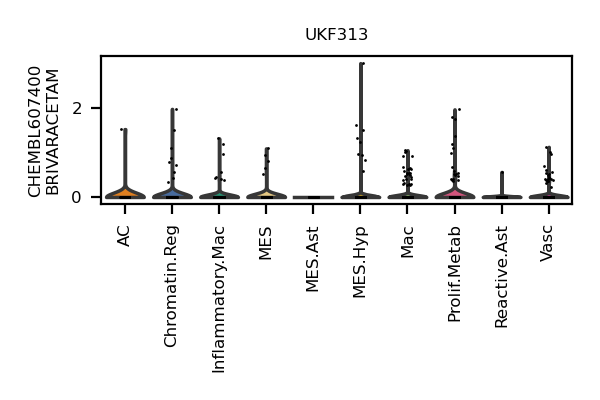 UKF313
CHEMBL607400
BRIVARACETAM
2
0
AC
Chromatin.Reg
Inflammatory.Mac
MES
MES.Ast
MES.Hyp
Mac
Prolif.Metab
Reactive.Ast
Vasc